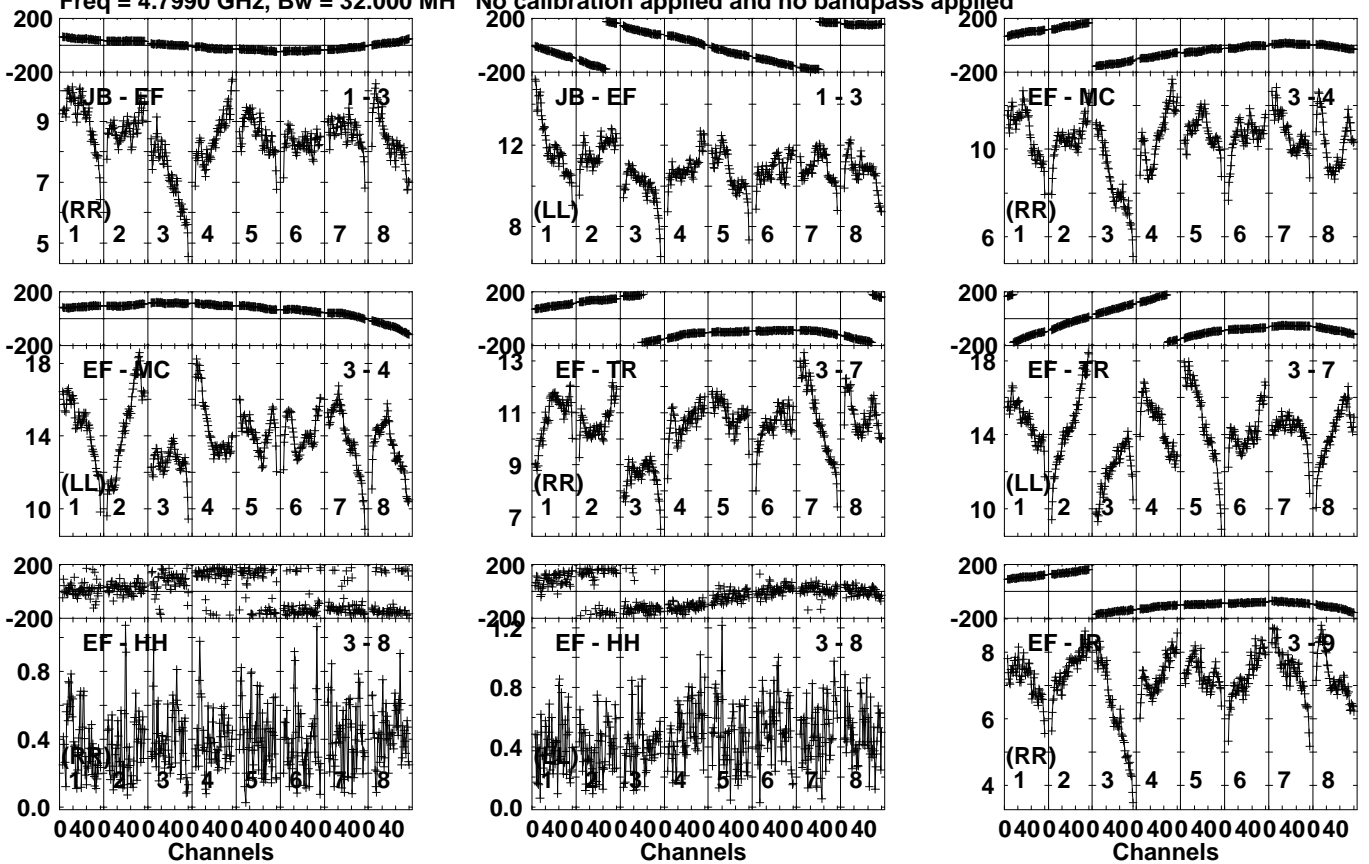 Freq = 4.7990 GHz, Bw = 32.000 MH No calibration applied and no bandpass applied
200
-200
JB - EF 1 - 3
9
7
(RR)
5
1 2 3 4 5 6 7 8
JB - EF 1 - 3
12
8
(LL)
1 2 3 4 5 6 7 8
200
-200
EF - MC 3 - 4
10
(RR)
6
1 2 3 4 5 6 7 8
200
-200
18
EF - MC 3 - 4
14
(LL)
10
1 2 3 4 5 6 7 8
200
-200
13
EF - TR 3 - 7
11
9
(RR)
7
1 2 3 4 5 6 7 8
200
-200
18
EF - TR 3 - 7
14
(LL)
10
1 2 3 4 5 6 7 8
200
-200
EF - HH 3 - 8
0.8
0.4
(RR)
0.0
1 2 3 4 5 6 7 8
200
-200
1.2
EF - HH 3 - 8
0.8
0.4
(LL)
0.0
1 2 3 4 5 6 7 8
200
-200
EF - IR 3 - 9
8
6
(RR)
4
1 2 3 4 5 6 7 8
0 40 0 40 0 40 0 40 0 40 0 40 0 40 0 40
Channels
0 40 0 40 0 40 0 40 0 40 0 40 0 40 0 40
Channels
0 40 0 40 0 40 0 40 0 40 0 40 0 40 0 40
Channels